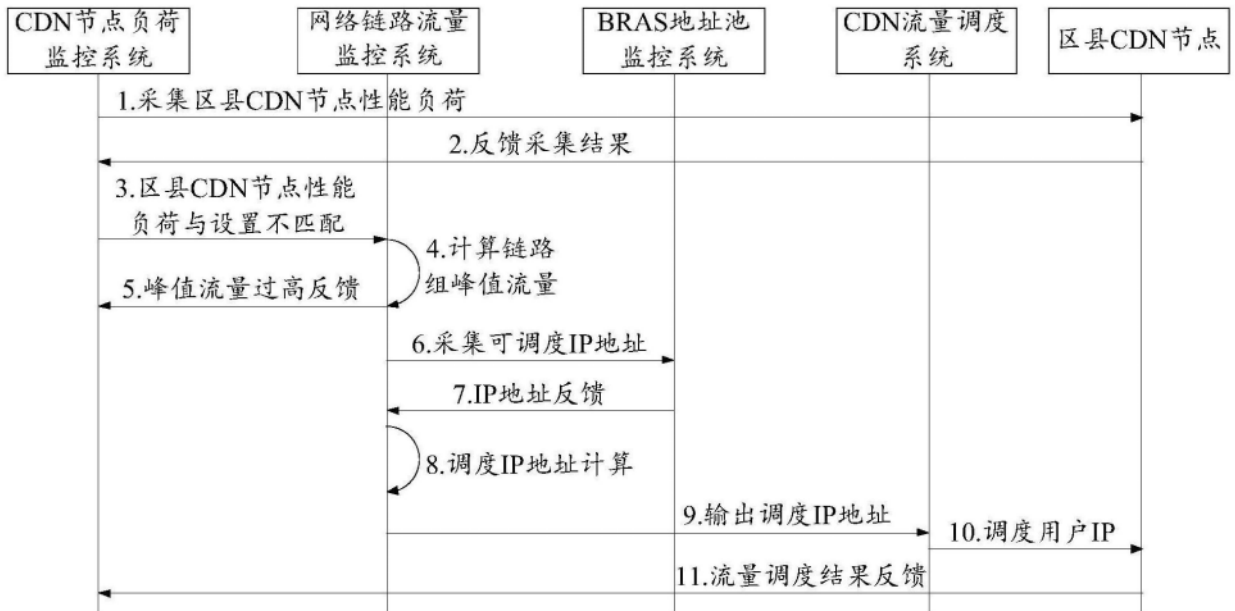 CDN节点负荷
监控系统
网络链路流量
监控系统
BRAS地址池
监控系统
CDN流量调度
系统
区县CDN节点
1.采集区县CDN节点性能负荷
2.反馈采集结果
3.区县CDN节点性能
负荷与设置不匹配
4.计算链路
组峰值流量
5.峰值流量过高反馈
6.采集可调度IP地址
7.IP地址反馈
8.调度IP地址计算
9.输出调度IP地址
10.调度用户IP
11.流量调度结果反馈